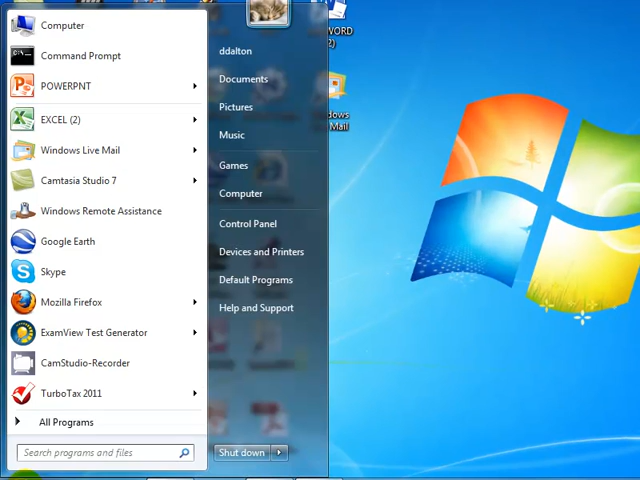 Computer
Command Prompt
POWERPNT
EXCEL (2)
Windows Live Mail
Camtasia Studio 7
Windows Remote Assistance
Google Earth
Skype
Mozilla Firefox
ExamView Test Generator
CamStudio-Recorder
TurboTax 2011
All Programs
Search programs and files
ddalton
Documents
Pictures
Music
Games
Computer
Control Panel
Devices and Printers
Default Programs
Help and Support
Shut down
WORD
2)
dows
Mail